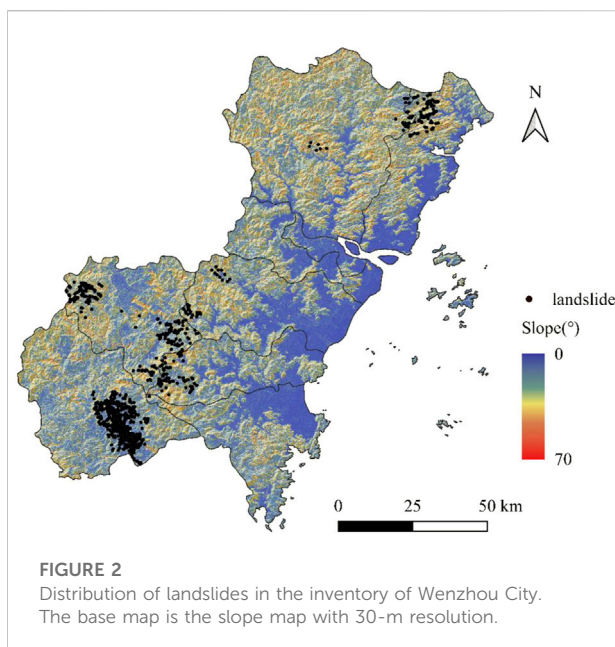 N
landslide
Slope(°)
0
70
0 25 50 km
FIGURE 2
Distribution of landslides in the inventory of Wenzhou City.
The base map is the slope map with 30-m resolution.